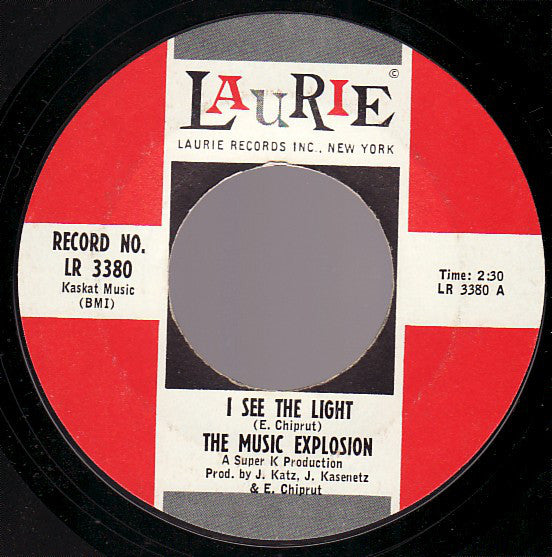 LAURIE ©
LAURIE RECORDS INC., NEW YORK
RECORD NO.
LR 3380
Kaskat Music
(BMI)
Time: 2:30
LR 3380 A
I SEE THE LIGHT
(E. Chiprut)
THE MUSIC EXPLOSION
A Super K Production
Prod. by J. Katz, J. Kasenetz
& E. Chiprut